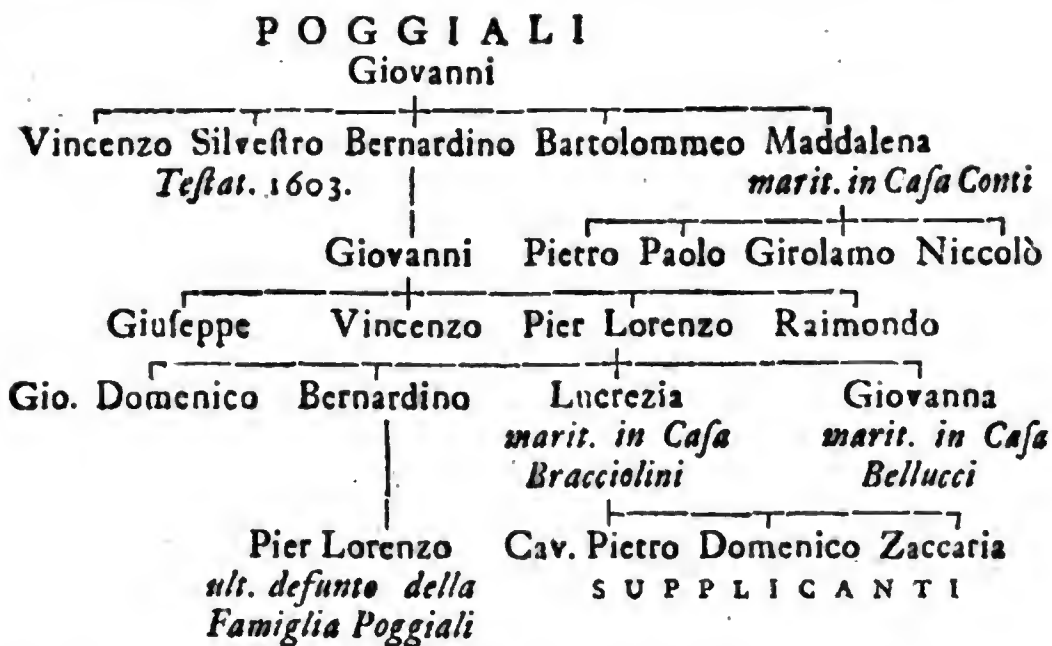 POGGIALI
Giovanni
Vincenzo Silveſtro Bernardino Bartolommeo Maddalena
Teſtat. 1603. marit. in Caſa Conti
Giovanni Pietro Paolo Girolamo Niccolò
Giuſeppe Vincenzo Pier Lorenzo Raimondo
Gio. Domenico Bernardino Lucrezia Giovanna
marit. in Caſa marit. in Caſa
Bracciolini Bellucci
Pier Lorenzo Cav. Pietro Domenico Zaccaria
ult. defunto della SUPPLICANTI
Famiglia Poggiali